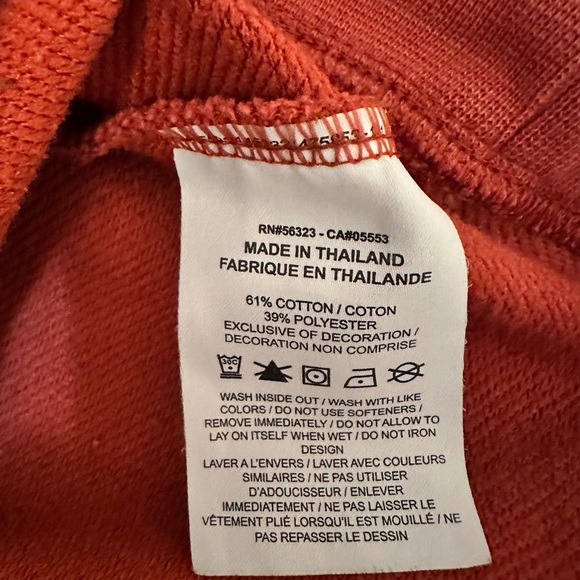 RN#56323 - CA#05553
MADE IN THAILAND
FABRIQUE EN THAILANDE
61% COTTON / COTON
39% POLYESTER
EXCLUSIVE OF DECORATION /
DECORATION NON COMPRISE
30C
WASH INSIDE OUT / WASH WITH LIKE
COLORS / DO NOT USE SOFTENERS /
REMOVE IMMEDIATELY / DO NOT ALLOW TO
LAY ON ITSELF WHEN WET / DO NOT IRON
DESIGN
LAVER A L'ENVERS / LAVER AVEC COULEURS
SIMILAIRES / NE PAS UTILISER
D'ADOUCISSEUR / ENLEVER
IMMEDIATEMENT / NE PAS LAISSER LE
VÊTEMENT PLIÉ LORSQU'IL EST MOUILLÉ / NE
PAS REPASSER LE DESSIN